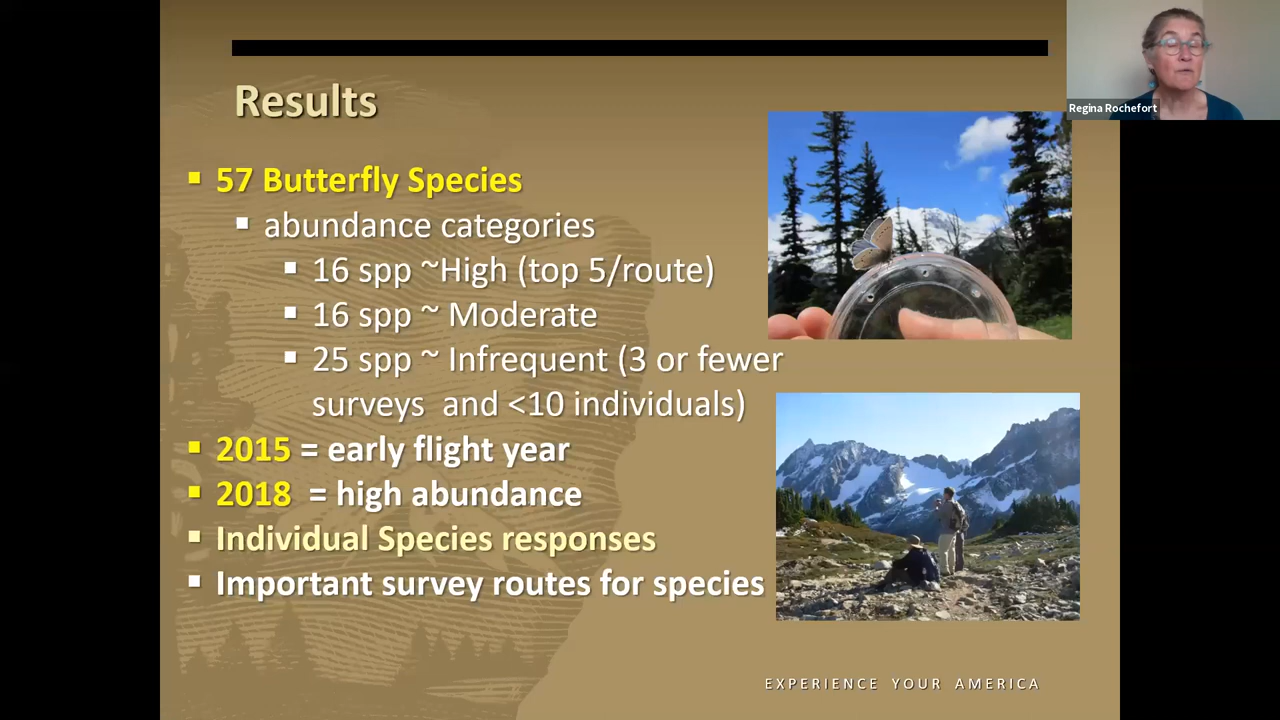 Results
57 Butterfly Species
abundance categories
16 spp ~High (top 5/route)
16 spp ~ Moderate
25 spp ~ Infrequent (3 or fewer
surveys and <10 individuals)
2015 = early flight year
2018 = high abundance
Individual Species responses
Important survey routes for species
EXPERIENCE YOUR AMERICA
Regina Rochefort